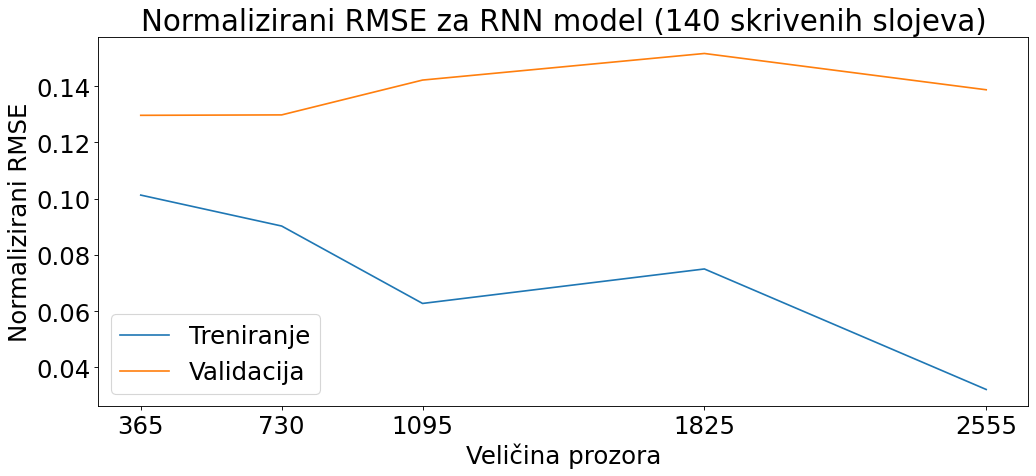 Normalizirani RMSE za RNN model (140 skrivenih slojeva)
Normalizirani RMSE
0.14
0.12
0.10
0.08
0.06
0.04
Treniranje
Validacija
365 730 1095 1825 2555
Veličina prozora